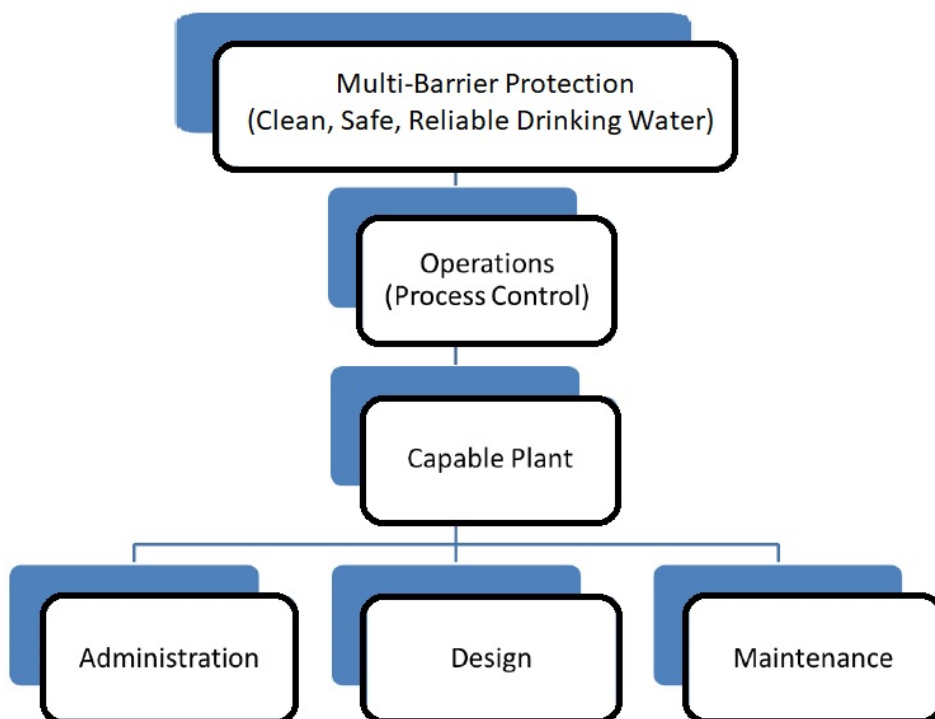 Multi-Barrier Protection
(Clean, Safe, Reliable Drinking Water)
Operations
(Process Control)
Capable Plant
Administration
Design
Maintenance